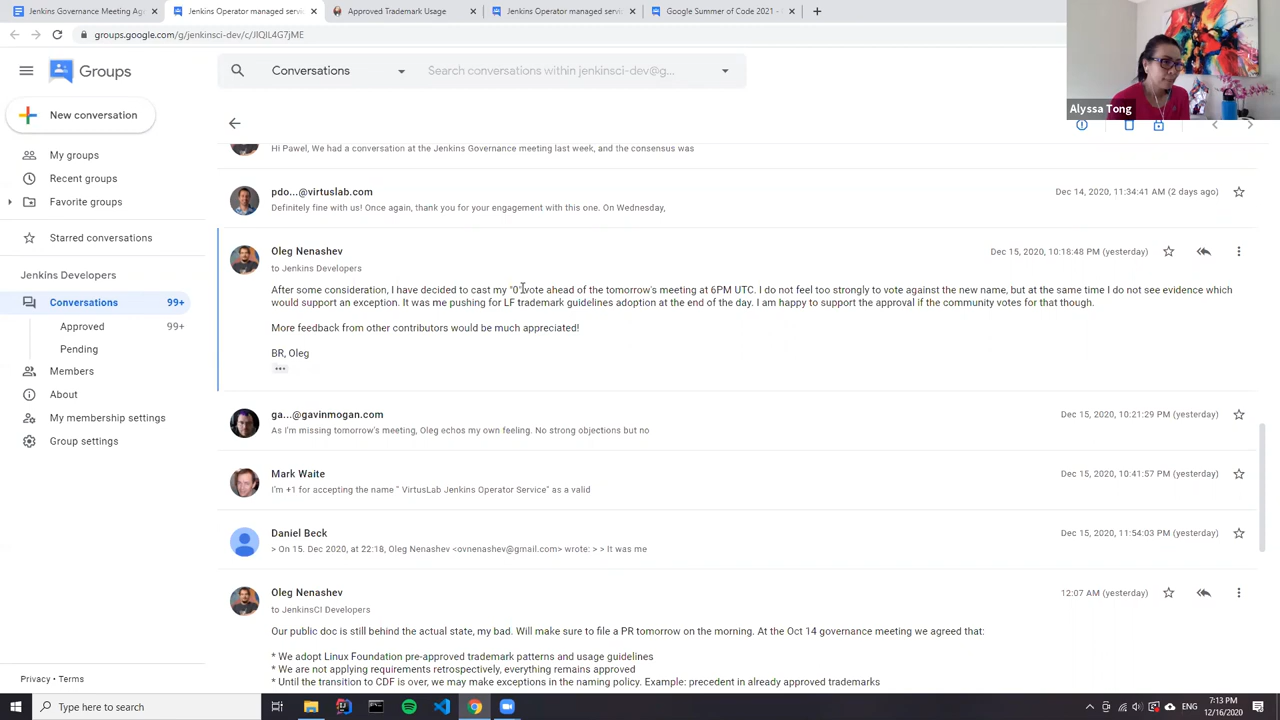 Governance Meeting Age
Jenkins Operator managed servic
Approved Trademark Usage
Jenkins Operator managed servic
Google Summer of Code 2021 -
groups.google.com/g/jenkinsci-dev/c/JIQIL4G7jME
Groups
Conversations
Search conversations within jenkinsci-dev@g...
Alyssa Tong
New conversation
My groups
Recent groups
Favorite groups
Starred conversations
Jenkins Developers
Conversations 99+
Approved 99+
Pending
Members
About
My membership settings
Group settings
Privacy • Terms
Hi Pawel, We had a conversation at the Jenkins Governance meeting last week, and the consensus was
pdo...@virtuslab.com Dec 14, 2020, 11:34:41 AM (2 days ago)
Definitely fine with us! Once again, thank you for your engagement with this one. On Wednesday,
Oleg Nenashev Dec 15, 2020, 10:18:48 PM (yesterday)
to Jenkins Developers
After some consideration, I have decided to cast my "0 vote ahead of the tomorrow's meeting at 6PM UTC. I do not feel too strongly to vote against the new name, but at the same time I do not see evidence which
would support an exception. It was me pushing for LF trademark guidelines adoption at the end of the day. I am happy to support the approval if the community votes for that though.
More feedback from other contributors would be much appreciated!
BR, Oleg
...
ga...@gavinmogan.com Dec 15, 2020, 10:21:29 PM (yesterday)
As I'm missing tomorrow's meeting, Oleg echos my own feeling. No strong objections but no
Mark Waite Dec 15, 2020, 10:41:57 PM (yesterday)
I'm +1 for accepting the name " VirtusLab Jenkins Operator Service" as a valid
Daniel Beck Dec 15, 2020, 11:54:03 PM (yesterday)
> On 15. Dec 2020, at 22:18, Oleg Nenashev <ovnenashev@gmail.com> wrote: > > It was me
Oleg Nenashev 12:07 AM (yesterday)
to JenkinsCI Developers
Our public doc is still behind the actual state, my bad. Will make sure to file a PR tomorrow on the morning. At the Oct 14 governance meeting we agreed that:
* We adopt Linux Foundation pre-approved trademark patterns and usage guidelines
* We are not applying requirements retrospectively, everything remains approved
* Until the transition to CDF is over, we may make exceptions in the naming policy. Example: precedent in already approved trademarks
Type here to search
ENG
7:13 PM
12/16/2020